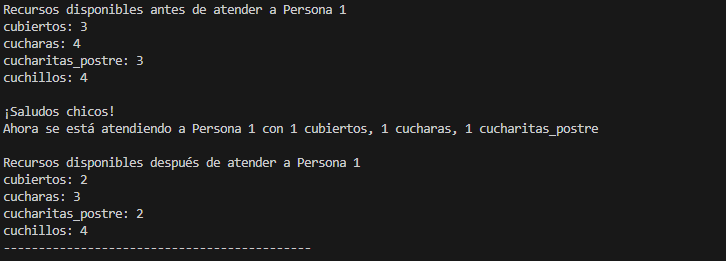 Recursos disponibles antes de atender a Persona 1
cubiertos: 3
cucharas: 4
cucharitas_postre: 3
cuchillos: 4
¡Saludos chicos!
Ahora se está atendiendo a Persona 1 con 1 cubiertos, 1 cucharas, 1 cucharitas_postre
Recursos disponibles después de atender a Persona 1
cubiertos: 2
cucharas: 3
cucharitas_postre: 2
cuchillos: 4
--------------------------------------------